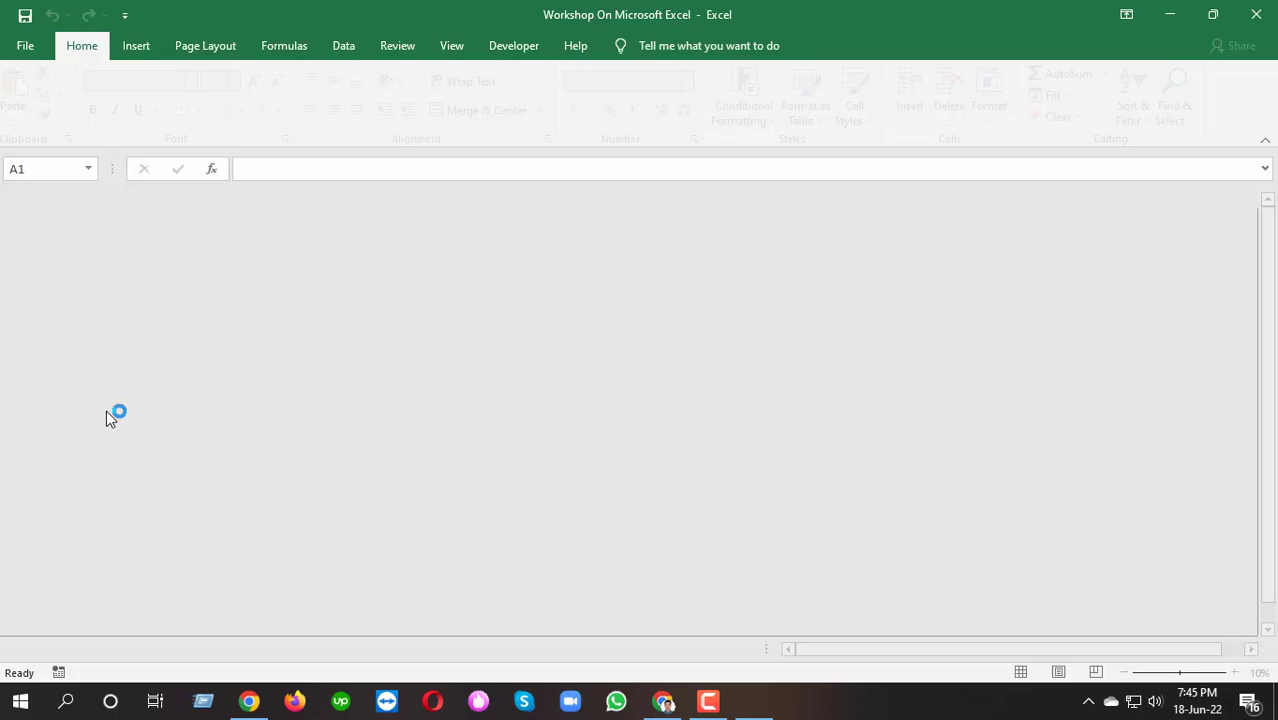 Workshop On Microsoft Excel - Excel
File Home Insert Page Layout Formulas Data Review View Developer Help Tell me what you want to do Share
Wrap Text AutoSum
Paste B I U Merge & Center % Conditional Formatting Format as Table Cell Styles Insert Delete Format Fill Sort & Filter Find & Select
Clear
Clipboard Font Alignment Number Styles Cells Editing
A1 fx
Ready 10%
up
7:45 PM
18-Jun-22
16